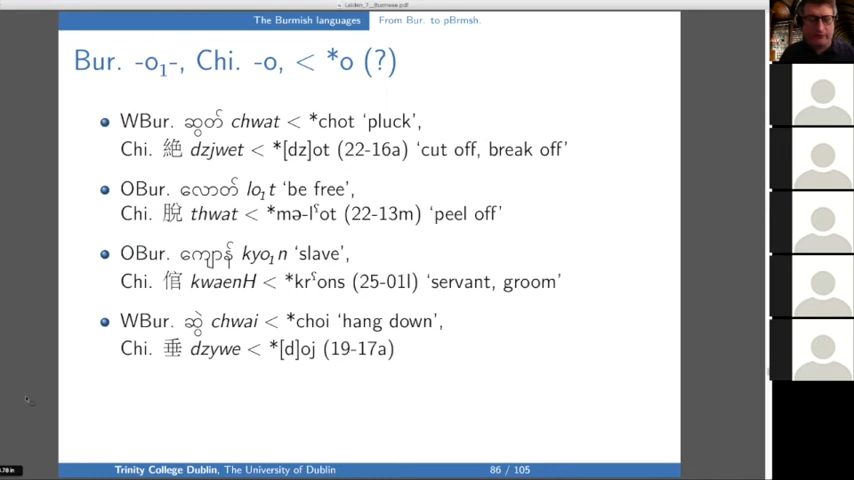 Leiden_7__burmese.pdf
The Burmish languages From Bur. to pBrmsh.
Bur. -o₁-, Chi. -o, < *o (?)
WBur. ဆွတ် chwat < *chot ‘pluck’,
Chi. 絕 dzjwet < *[dz]ot (22-16a) ‘cut off, break off’
OBur. လောတ် lo₁t ‘be free’,
Chi. 脫 thwat < *mə-lˤot (22-13m) ‘peel off’
OBur. ကျောန် kyo₁n ‘slave’,
Chi. 倌 kwaenH < *krˤons (25-01l) ‘servant, groom’
WBur. ဆွဲ chwai < *choi ‘hang down’,
Chi. 垂 dzywe < *[d]oj (19-17a)
Trinity College Dublin, The University of Dublin 86 / 105